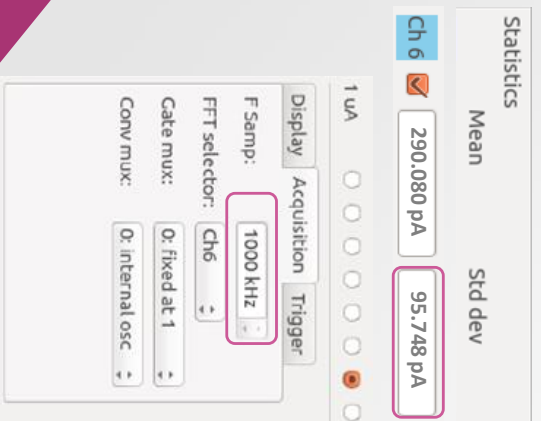 Statistics
Mean Std dev
Ch 6 290.080 pA 95.748 pA
1 uA
Display Acquisition Trigger
F Samp: 1000 kHz
FFT selector: Ch6
Gate mux: 0: fixed at 1
Conv mux: 0: internal osc